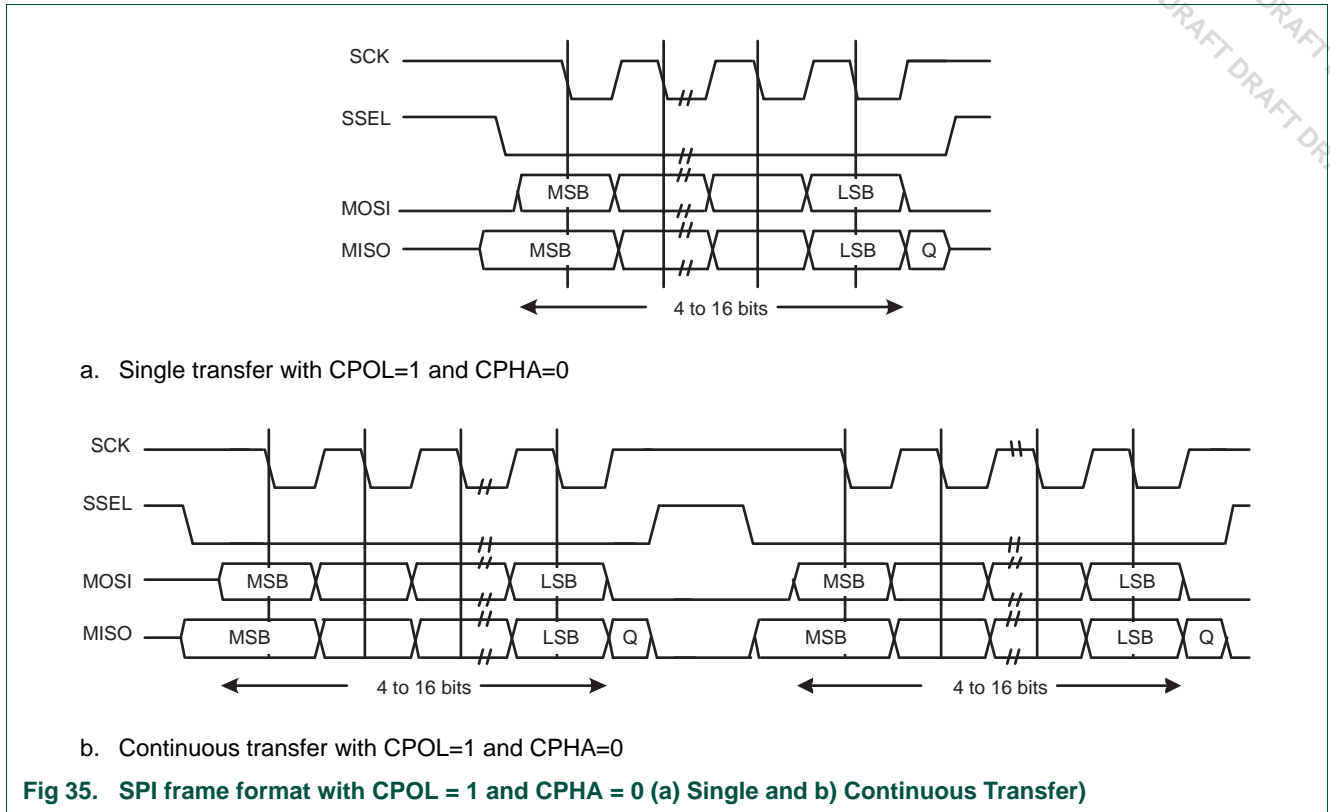 DRAFT DRAFT DRAFT DR
DRAFT
SCK
SSEL
MOSI
MSB
LSB
MISO
MSB
LSB
Q
4 to 16 bits
a. Single transfer with CPOL=1 and CPHA=0
SCK
SSEL
MOSI
MSB
LSB
MSB
LSB
MISO
MSB
LSB
Q
MSB
LSB
Q
4 to 16 bits
4 to 16 bits
b. Continuous transfer with CPOL=1 and CPHA=0
Fig 35. SPI frame format with CPOL = 1 and CPHA = 0 (a) Single and b) Continuous Transfer)